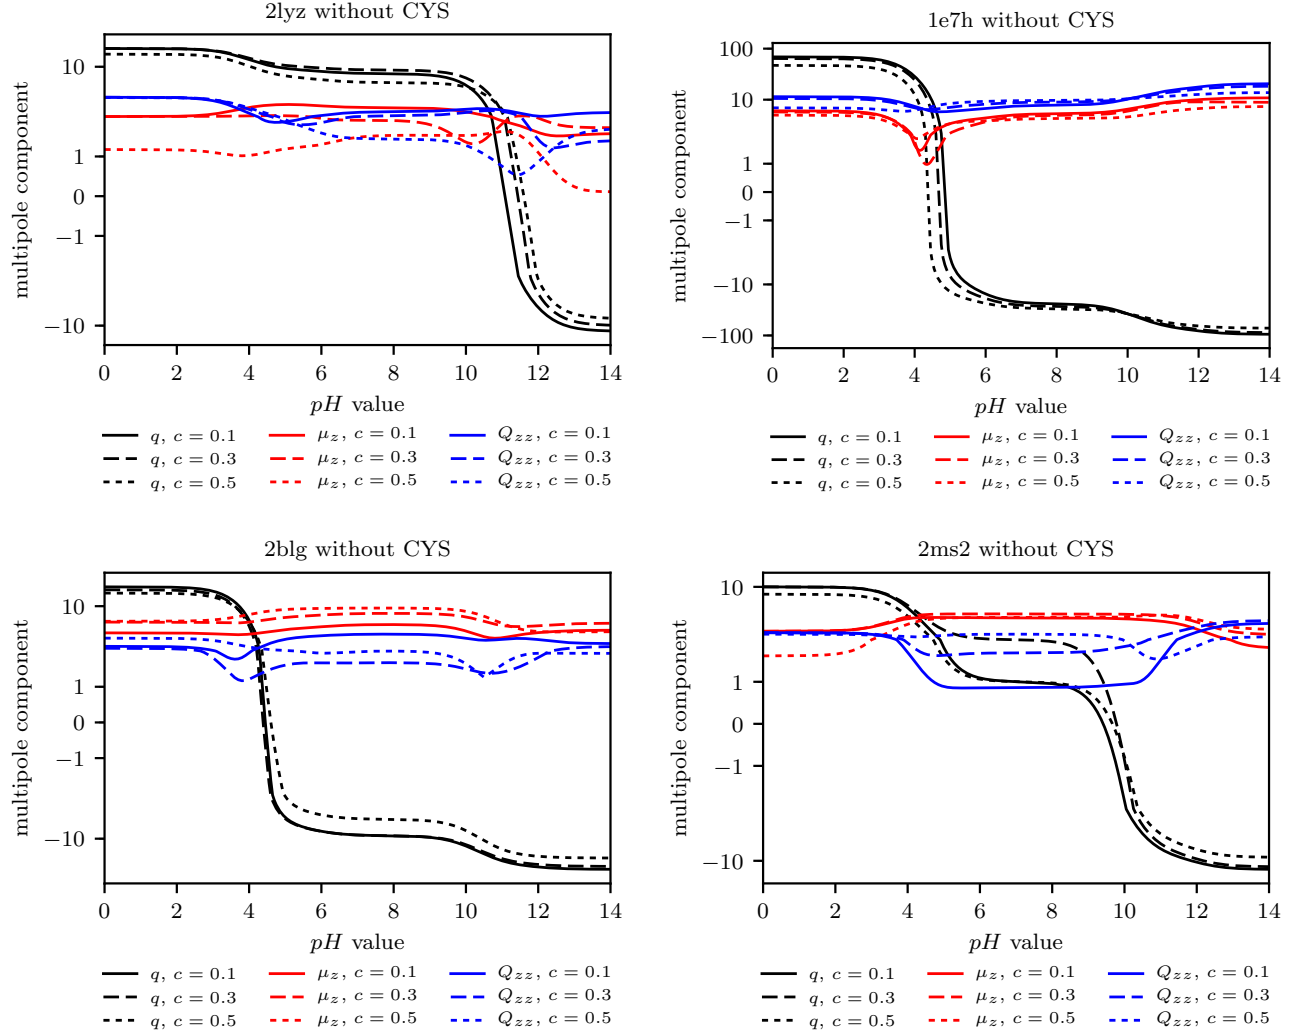 2lyz without CYS
multipole component
10
1
0
−1
−10
0 2 4 6 8 10 12 14
pH value
q, c = 0.1 μz, c = 0.1 Qzz, c = 0.1
q, c = 0.3 μz, c = 0.3 Qzz, c = 0.3
q, c = 0.5 μz, c = 0.5 Qzz, c = 0.5
1e7h without CYS
multipole component
100
10
1
0
−1
−10
−100
0 2 4 6 8 10 12 14
pH value
q, c = 0.1 μz, c = 0.1 Qzz, c = 0.1
q, c = 0.3 μz, c = 0.3 Qzz, c = 0.3
q, c = 0.5 μz, c = 0.5 Qzz, c = 0.5
2blg without CYS
multipole component
10
1
0
−1
−10
0 2 4 6 8 10 12 14
pH value
q, c = 0.1 μz, c = 0.1 Qzz, c = 0.1
q, c = 0.3 μz, c = 0.3 Qzz, c = 0.3
q, c = 0.5 μz, c = 0.5 Qzz, c = 0.5
2ms2 without CYS
multipole component
10
1
0
−1
−10
0 2 4 6 8 10 12 14
pH value
q, c = 0.1 μz, c = 0.1 Qzz, c = 0.1
q, c = 0.3 μz, c = 0.3 Qzz, c = 0.3
q, c = 0.5 μz, c = 0.5 Qzz, c = 0.5